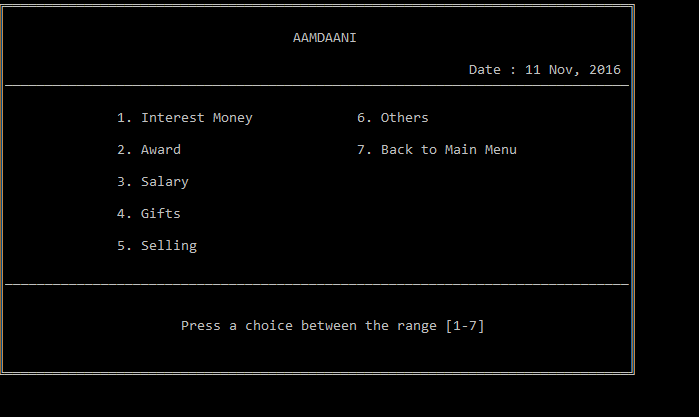 AAMDAANI
Date : 11 Nov, 2016
1. Interest Money 6. Others
2. Award 7. Back to Main Menu
3. Salary
4. Gifts
5. Selling
Press a choice between the range [1-7]